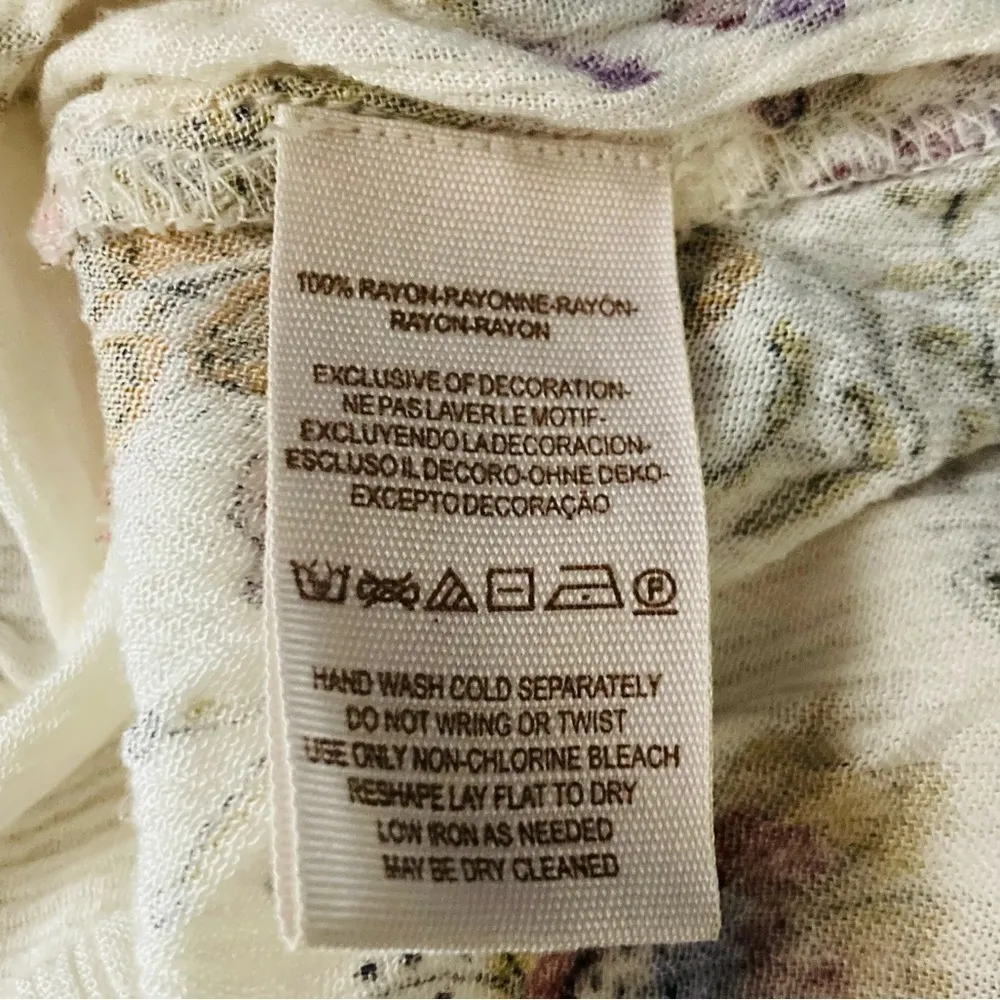 100% RAYON-RAYONNE-RAYON-
RAYON-RAYON
EXCLUSIVE OF DECORATION-
NE PAS LAVER LE MOTIF-
EXCLUYENDO LA DECORACION-
ESCLUSO IL DECORO-OHNE DEKO-
EXCEPTO DECORAÇÃO
P
HAND WASH COLD SEPARATELY
DO NOT WRING OR TWIST
USE ONLY NON-CHLORINE BLEACH
RESHAPE LAY FLAT TO DRY
LOW IRON AS NEEDED
MAY BE DRY CLEANED